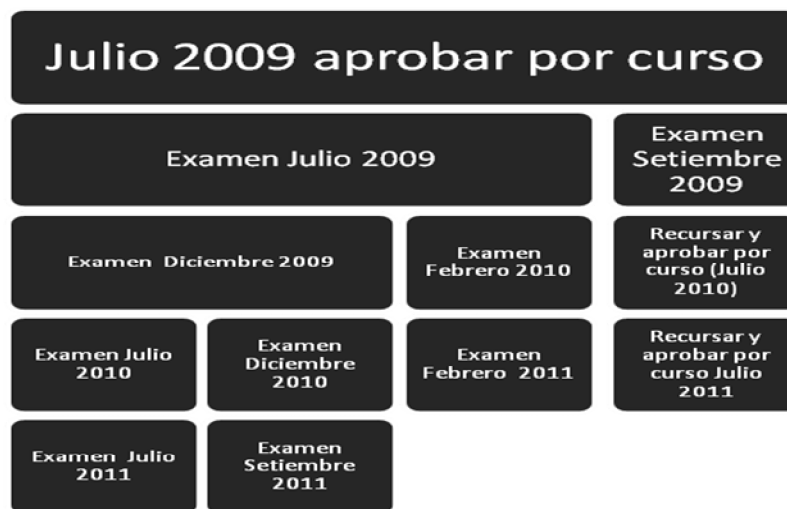 Julio 2009 aprobar por curso
Examen Julio 2009
Examen
Setiembre
2009
Examen Diciembre 2009
Examen
Febrero 2010
Recursar y
aprobar por
curso (Julio
2010)
Examen Julio
2010
Examen
Diciembre
2010
Examen
Febrero 2011
Recursar y
aprobar por
curso Julio
2011
Examen Julio
2011
Examen
Setiembre
2011